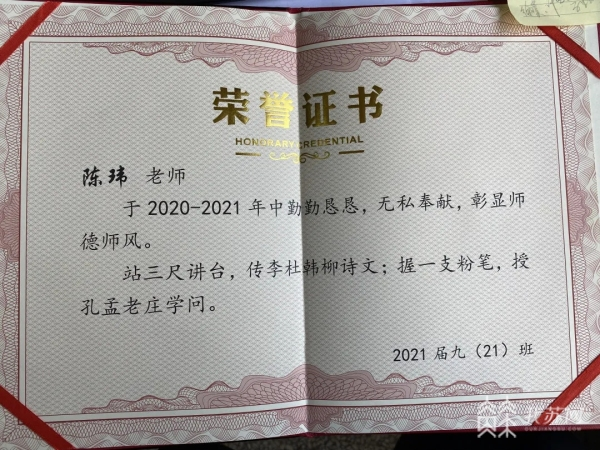 荣誉证书
HONORARY CREDENTIAL
陈玮 老师
于 2020-2021 年中勤勤恳恳，无私奉献，彰显师
德师风。
站三尺讲台，传李杜韩柳诗文；握一支粉笔，授
孔孟老庄学问。
2021 届九（21）班
我苏网